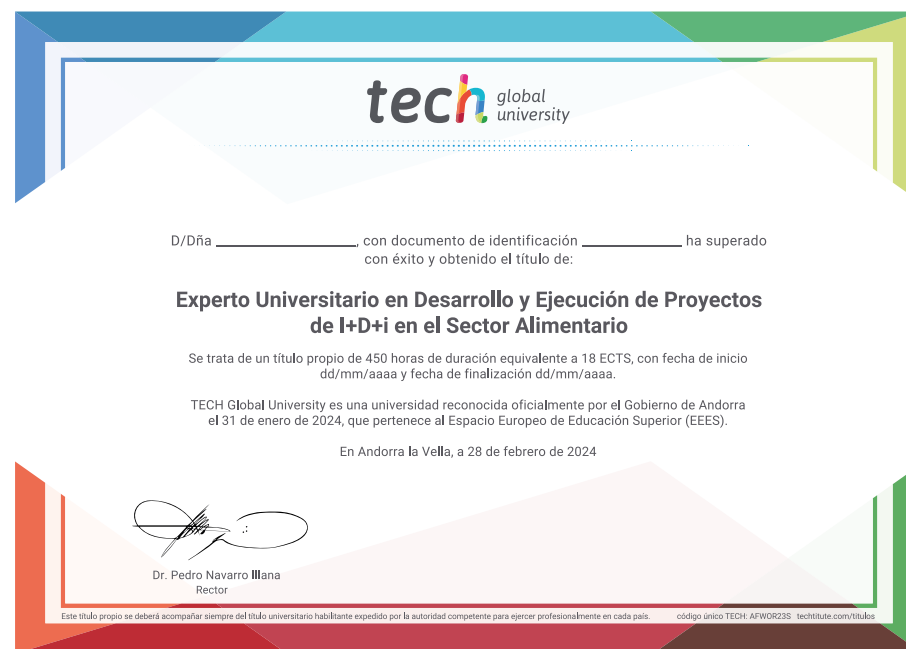 tech global university
D/Dña ____________, con documento de identificación ____________ ha superado
con éxito y obtenido el título de:
Experto Universitario en Desarrollo y Ejecución de Proyectos
de I+D+i en el Sector Alimentario
Se trata de un título propio de 450 horas de duración equivalente a 18 ECTS, con fecha de inicio
dd/mm/aaaa y fecha de finalización dd/mm/aaaa.
TECH Global University es una universidad reconocida oficialmente por el Gobierno de Andorra
el 31 de enero de 2024, que pertenece al Espacio Europeo de Educación Superior (EEES).
En Andorra la Vella, a 28 de febrero de 2024
Dr. Pedro Navarro Illana
Rector
Este título propio se deberá acompañar siempre del título universitario habilitante expedido por la autoridad competente para ejercer profesionalmente en cada país. código único TECH: AFWOR23S techtitute.com/titulos